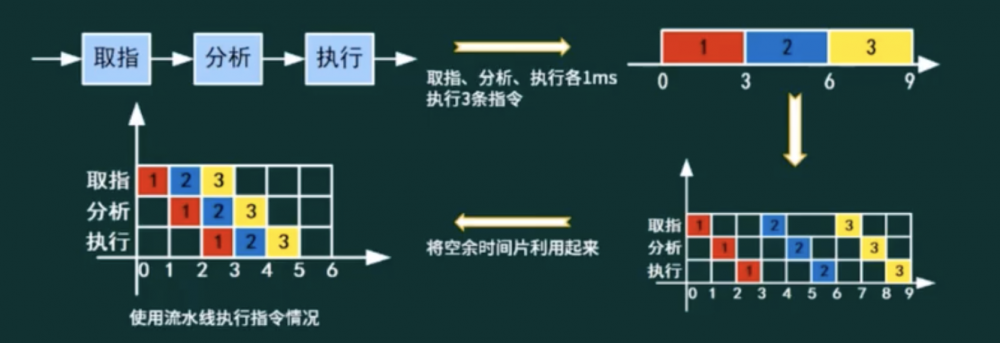 取指 分析 执行
取指、分析、执行各1ms
执行3条指令
1 2 3
0 3 6 9
取指 1 2 3
分析 1 2 3
执行 1 2 3
0 1 2 3 4 5 6
使用流水线执行指令情况
将空余时间片利用起来
取指 1 2 3
分析 1 2 3
执行 1 2 3
0 1 2 3 4 5 6 7 8 9